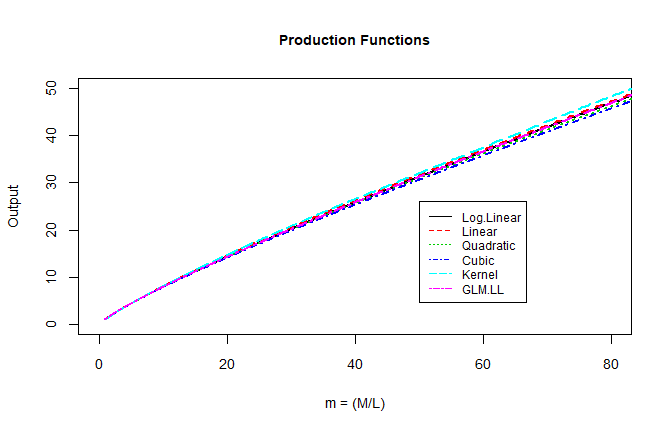 Production Functions
Output
50
40
30
20
10
0
Log.Linear
Linear
Quadratic
Cubic
Kernel
GLM.LL
0 20 40 60 80
m = (M/L)